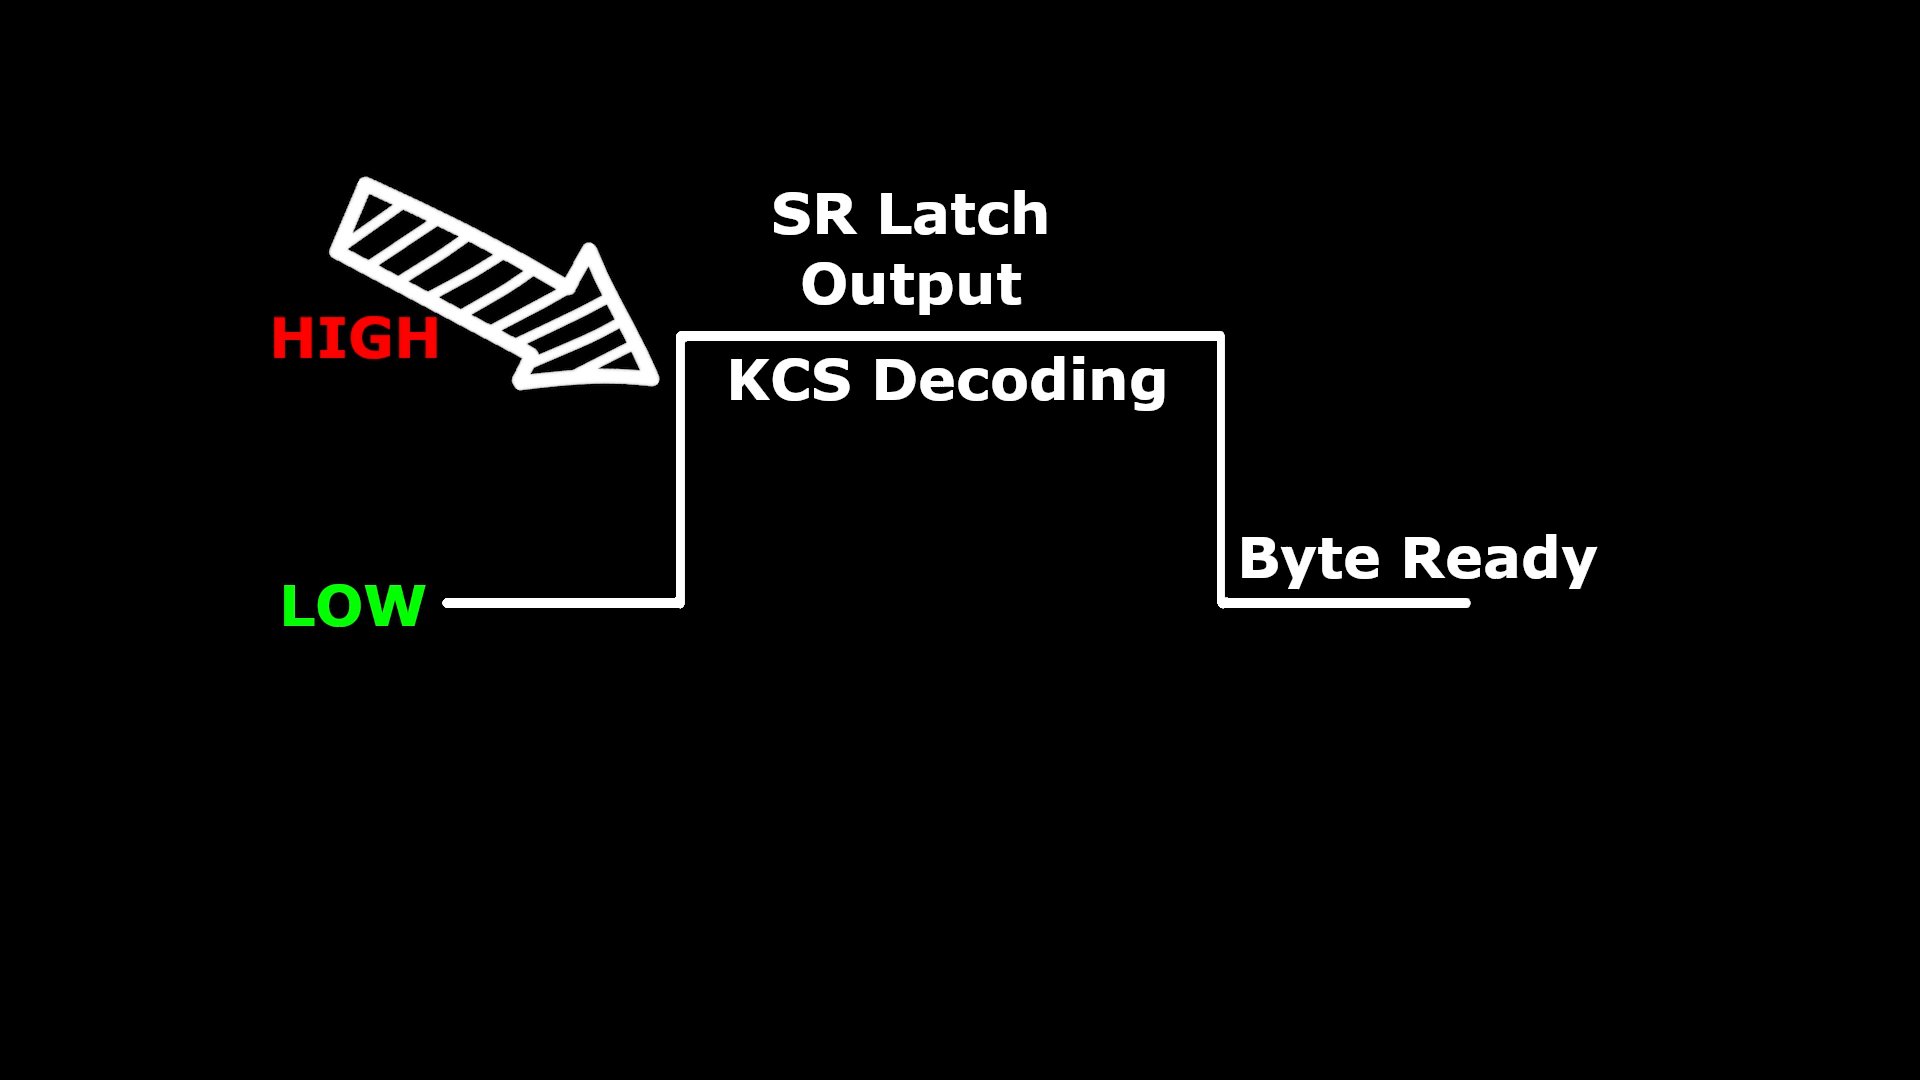 SR Latch
Output
HIGH
KCS Decoding
Byte Ready
LOW